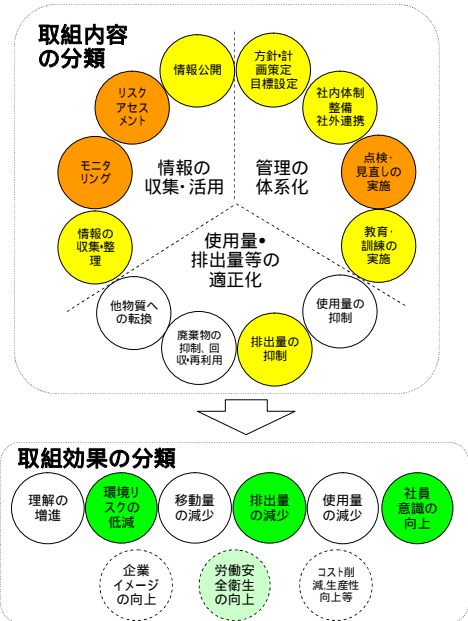 取組内容
の分類
情報公開
方針・計
画策定
目標設定
リスク
アセス
メント
社内体制
整備
社外連携
モニタ
リング
情報の
収集・活用
管理の
体系化
点検・
見直しの
実施
情報の
収集・整
理
使用量・
排出量等の
適正化
教育・
訓練の
実施
他物質へ
の転換
廃棄物の
抑制、回
収・再利用
排出量の
抑制
使用量の
抑制
取組効果の分類
理解の
増進
環境リ
スクの
低減
移動量
の減少
排出量
の減少
使用量
の減少
社員
意識の
向上
企業
イメージ
の向上
労働安
全衛生
の向上
コスト削
減,生産性
向上等